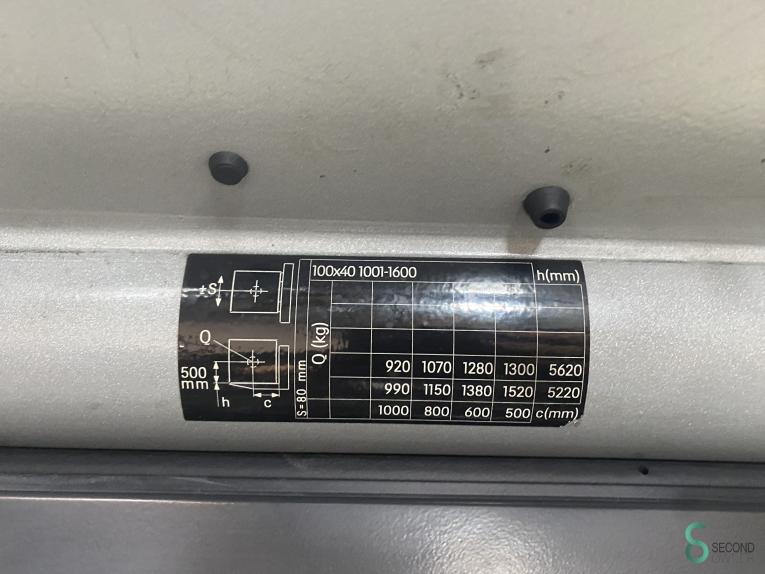 100x40 1001-1600 h(mm)
±S
Q
500
mm
h
c
S=80 mm
Q (kg)
920 1070 1280 1300 5620
990 1150 1380 1520 5220
1000 800 600 500 c(mm)
SECOND